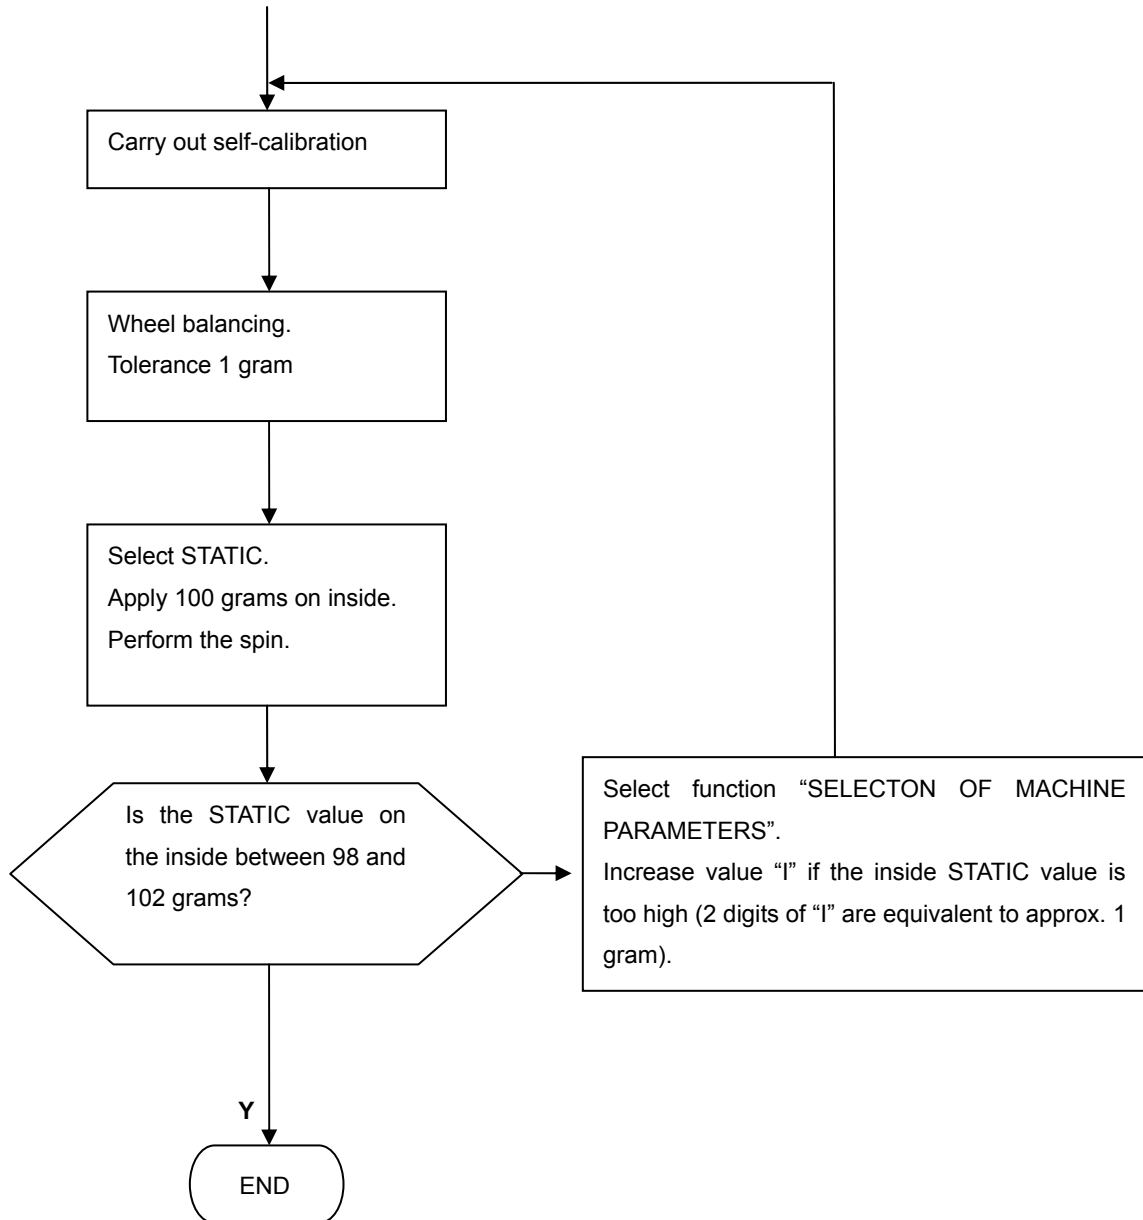 Carry out self-calibration
Wheel balancing.
Tolerance 1 gram
Select STATIC.
Apply 100 grams on inside.
Perform the spin.
Is the STATIC value on
the inside between 98 and
102 grams?
Select function “SELECTON OF MACHINE
PARAMETERS”.
Increase value “I” if the inside STATIC value is
too high (2 digits of “I” are equivalent to approx. 1
gram).
Y
END